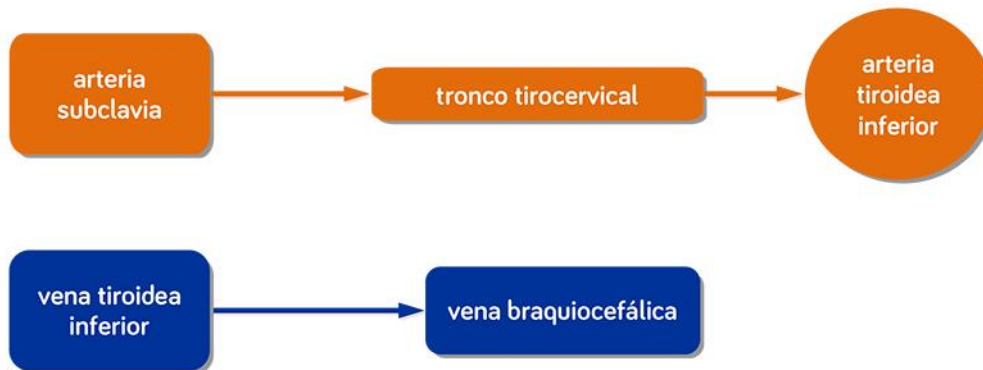 arteria
subclavia
tronco tirocervical
arteria
tiroidea
inferior
vena tiroidea
inferior
vena braquiocefálica